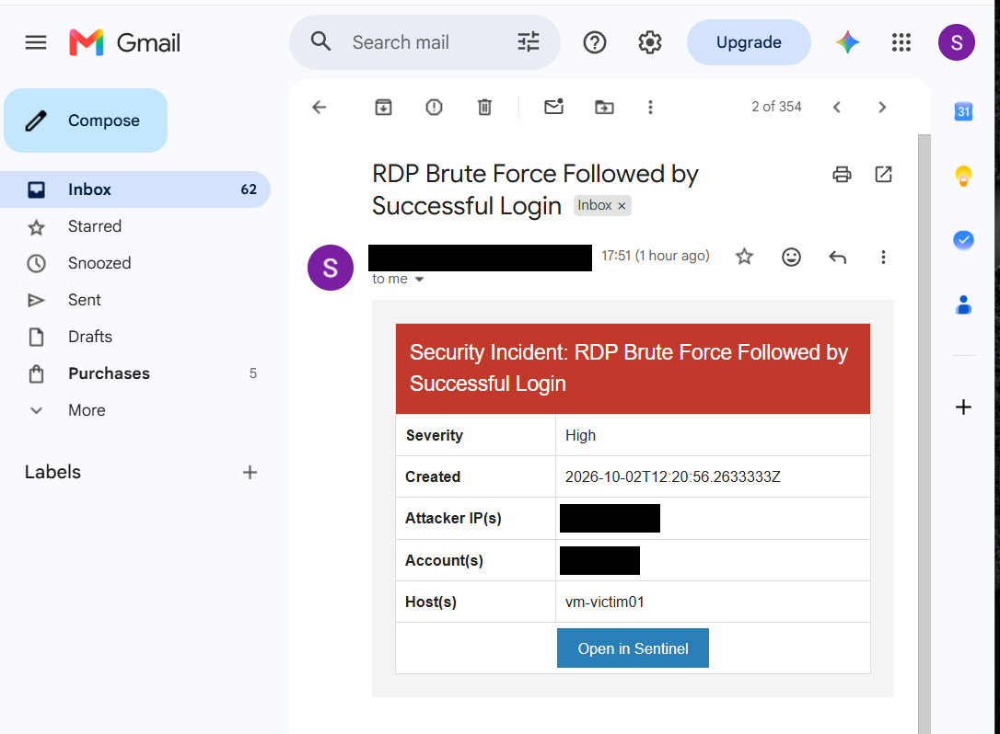 Gmail
Search mail
Upgrade
S
Compose
2 of 354
31
Inbox 62
Starred
Snoozed
Sent
Drafts
Purchases 5
More
Labels
RDP Brute Force Followed by
Successful Login Inbox ×
S
17:51 (1 hour ago)
to me
Security Incident: RDP Brute Force Followed by
Successful Login
Severity High
Created 2026-10-02T12:20:56.2633333Z
Attacker IP(s)
Account(s)
Host(s) vm-victim01
Open in Sentinel